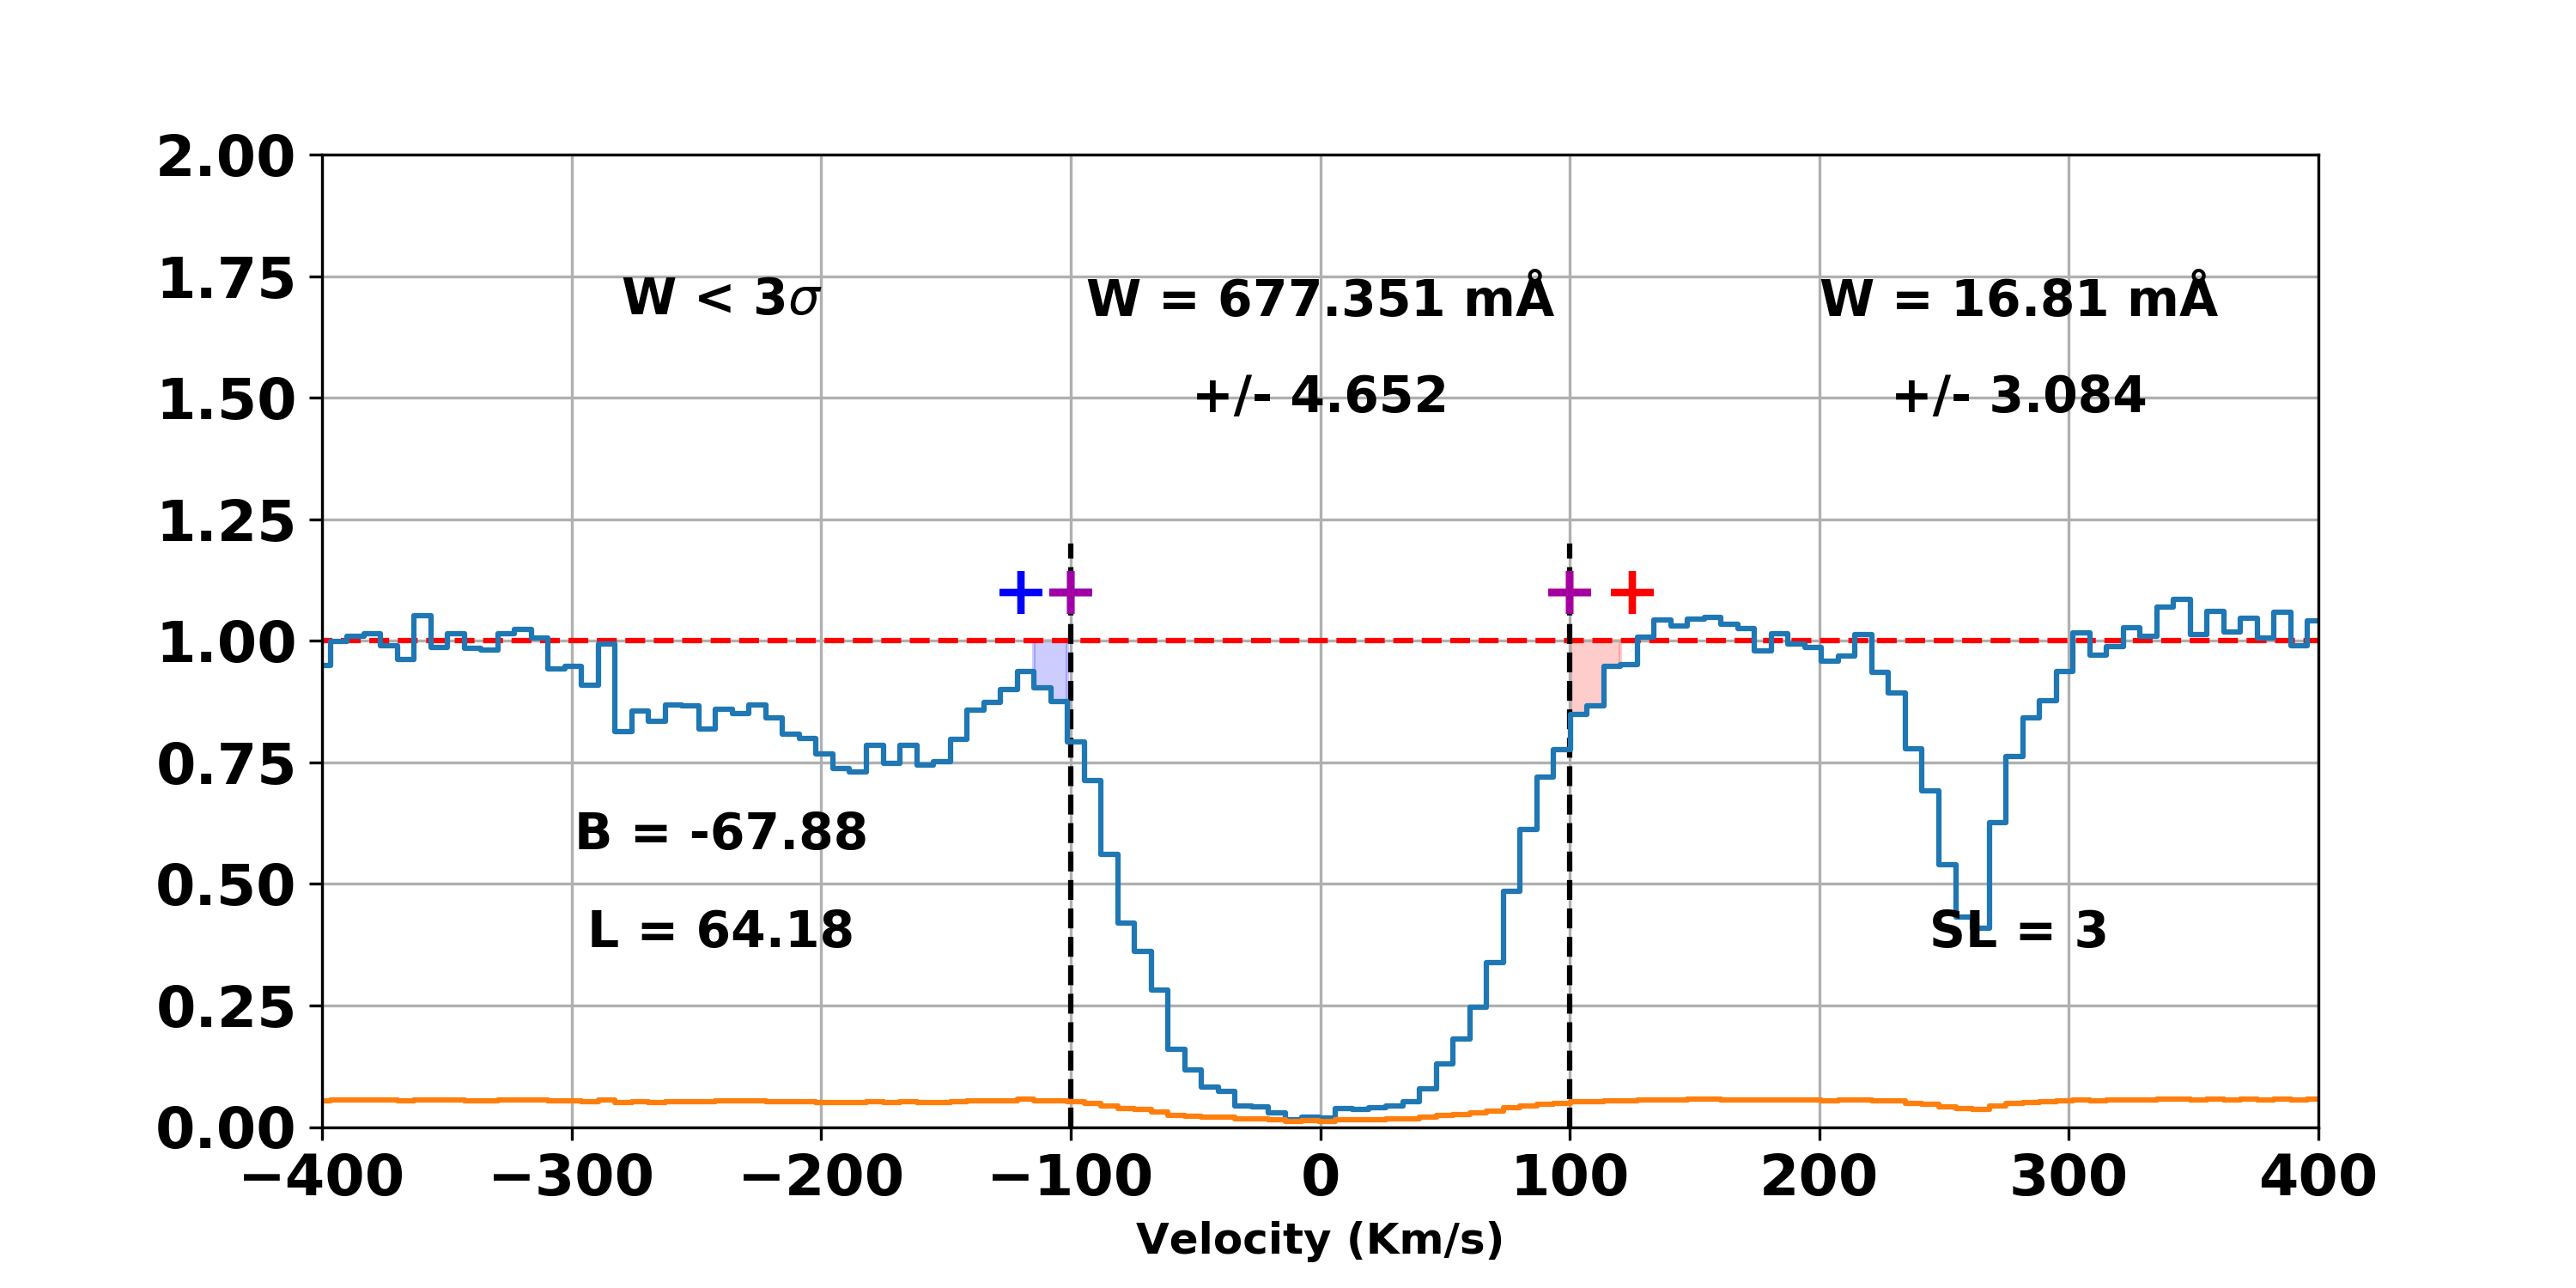 2.00
1.75
1.50
1.25
1.00
0.75
0.50
0.25
0.00
W < 3σ
W = 677.351 mÅ
+/- 4.652
W = 16.81 mÅ
+/- 3.084
B = -67.88
L = 64.18
SL = 3
−400 −300 −200 −100 0 100 200 300 400
Velocity (Km/s)